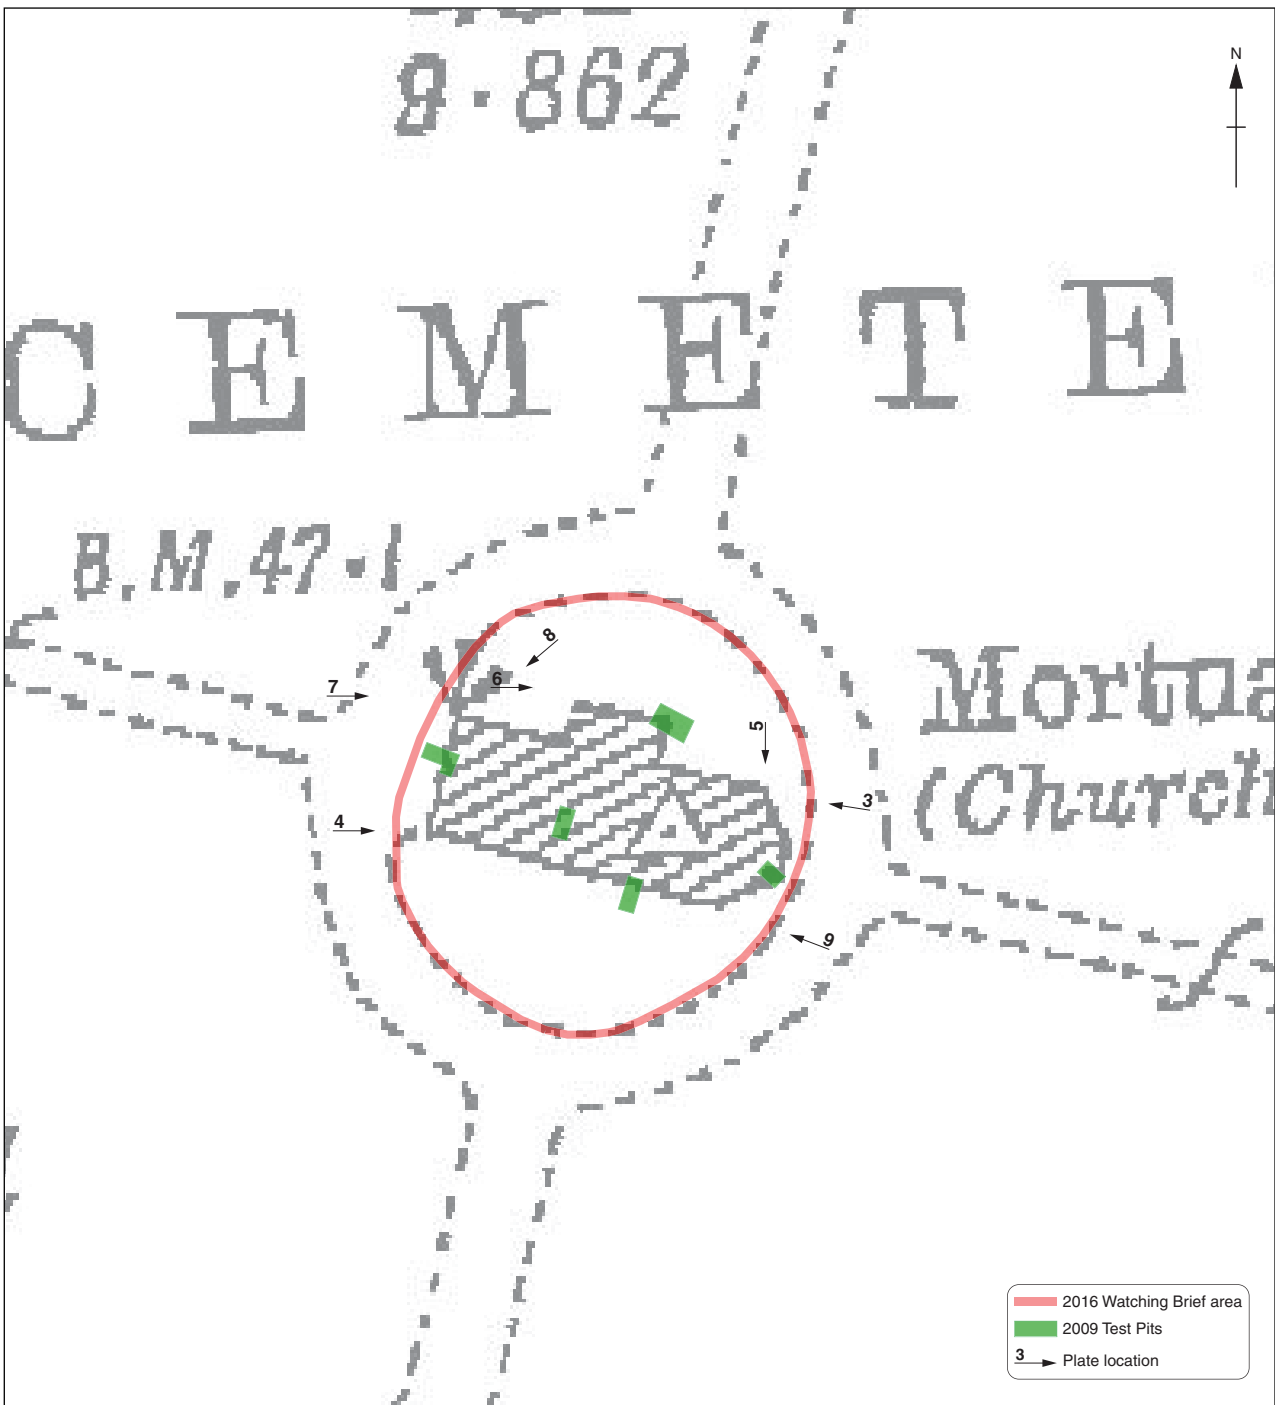 9·862
N
C E M E T E
B.M.47·1
8
7
6
Mortua
5
(Church
3
4
9
2016 Watching Brief area
2009 Test Pits
3 Plate location